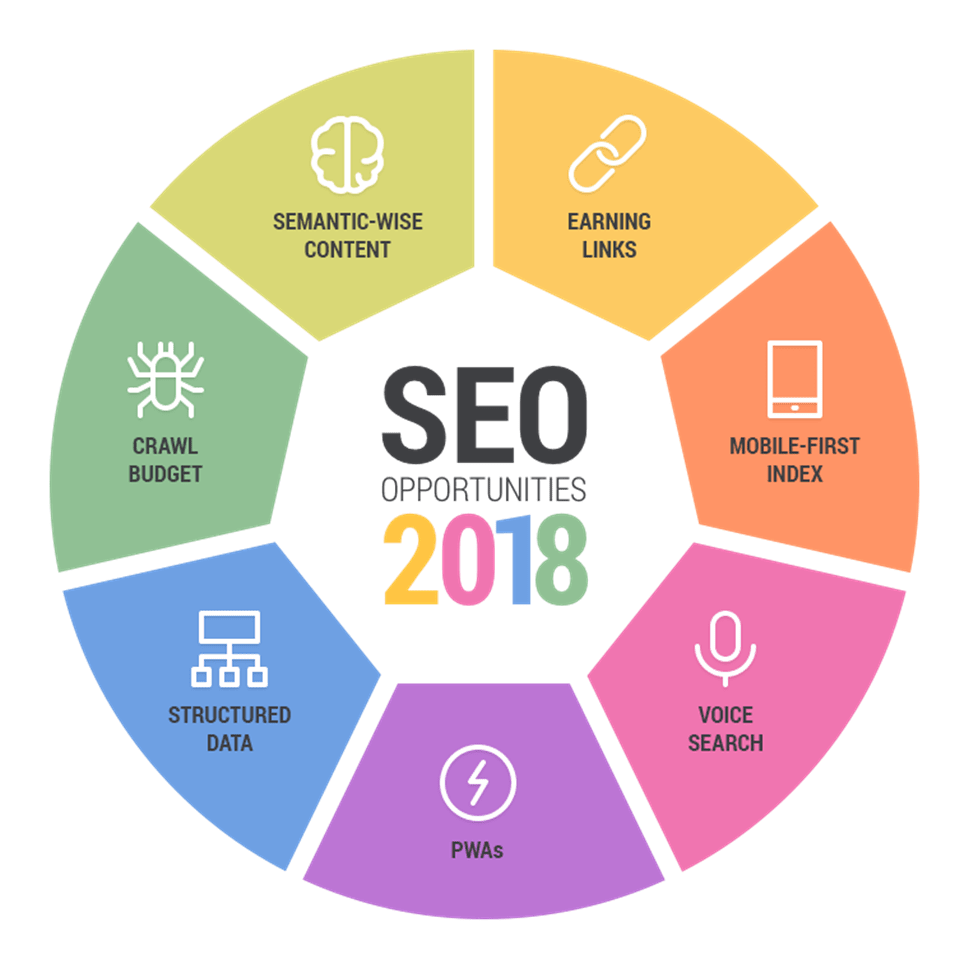 SEO
OPPORTUNITIES
2018
EARNING
LINKS
MOBILE-FIRST
INDEX
VOICE
SEARCH
PWAs
STRUCTURED
DATA
CRAWL
BUDGET
SEMANTIC-WISE
CONTENT